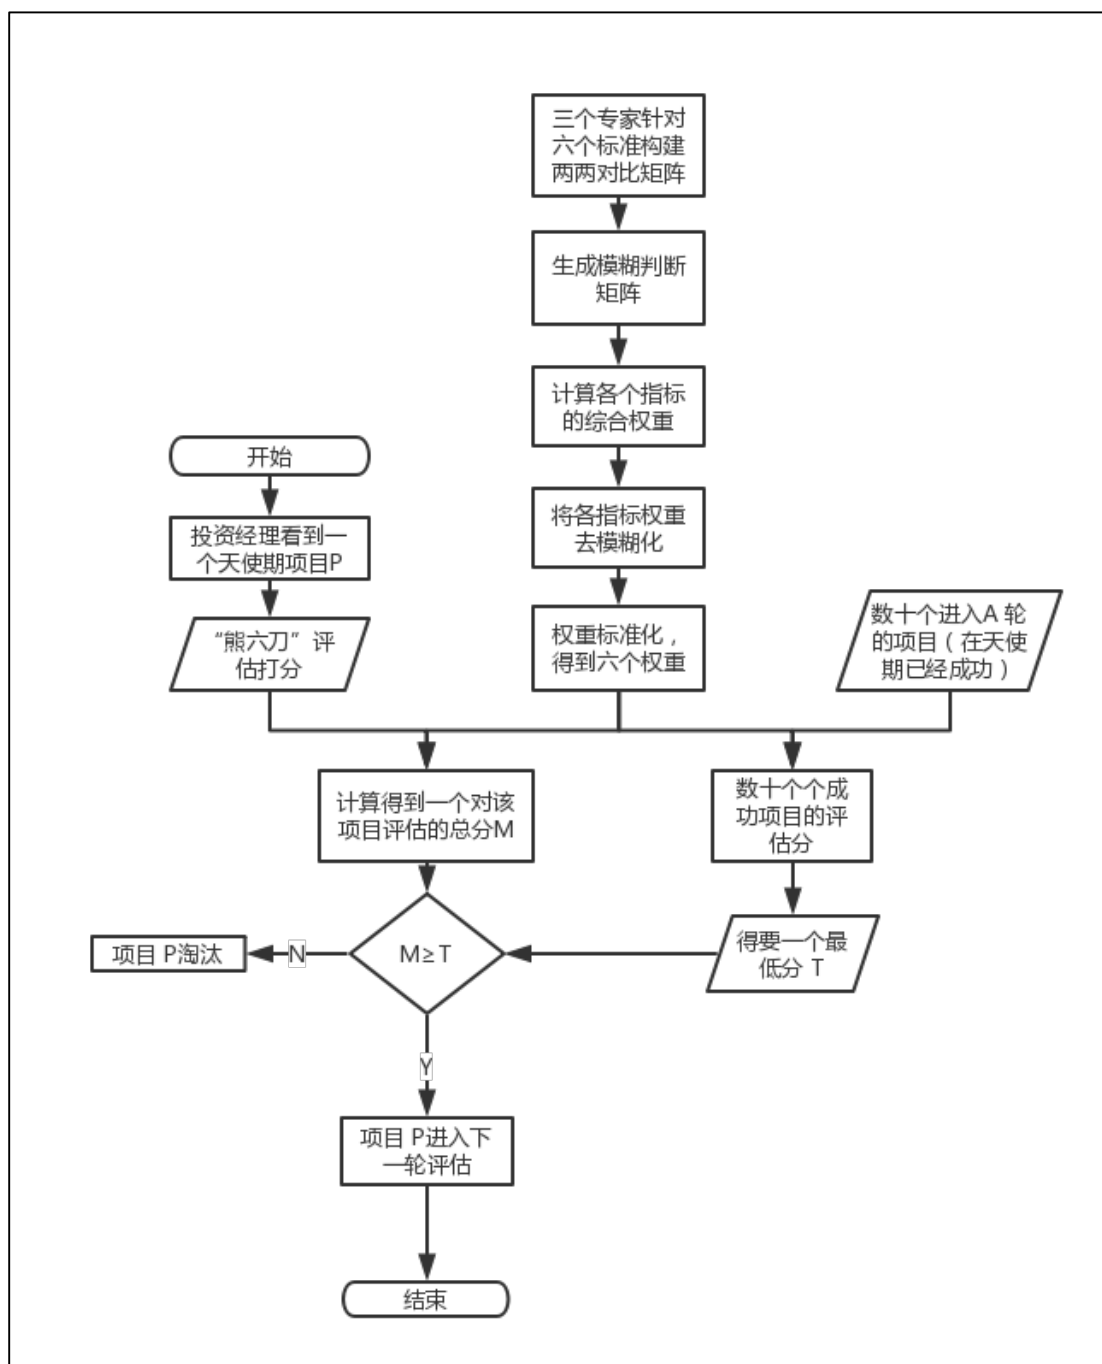 三个专家针对
六个标准构建
两两对比矩阵
生成模糊判断
矩阵
计算各个指标
的综合权重
开始
将各指标权重
去模糊化
投资经理看到一
个天使期项目P
“熊六刀”评
估打分
权重标准化，
得到六个权重
数十个进入A 轮
的项目（在天使
期已经成功）
计算得到一个对该
项目评估的总分M
数十个个成
功项目的评
估分
项目 P淘汰
N
M≥T
得要一个最
低分 T
Y
项目 P进入下
一轮评估
结束